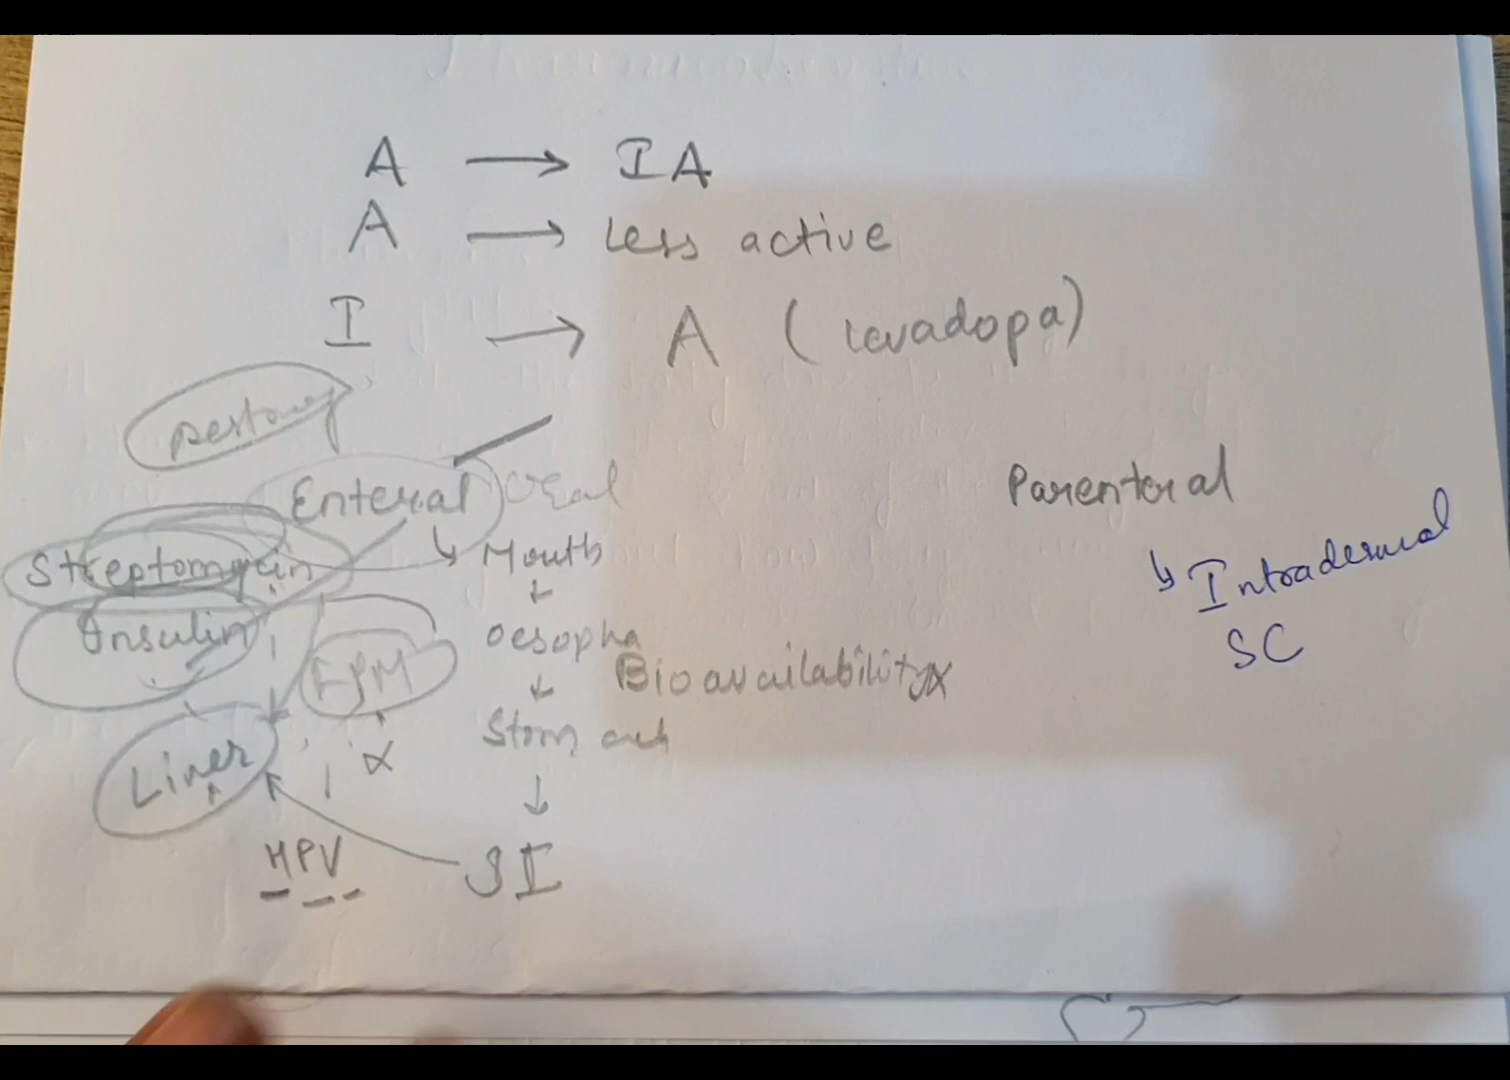 A → IA
A → Less active
I → A (levadopa)
Enteral Oral
Parenteral
Streptomycin
↳ Mouth
↳ Intradermal
Insulin
Oesopha
SC
FPM
Bioavailability x
Stomach
Liver
HPV
SI